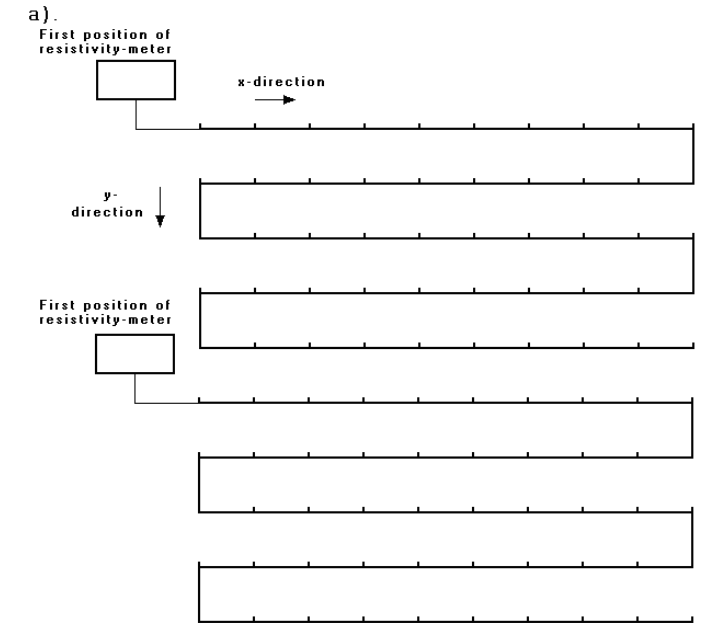 a).
First position of
resistivity-meter
x-direction
y-
direction
First position of
resistivity-meter